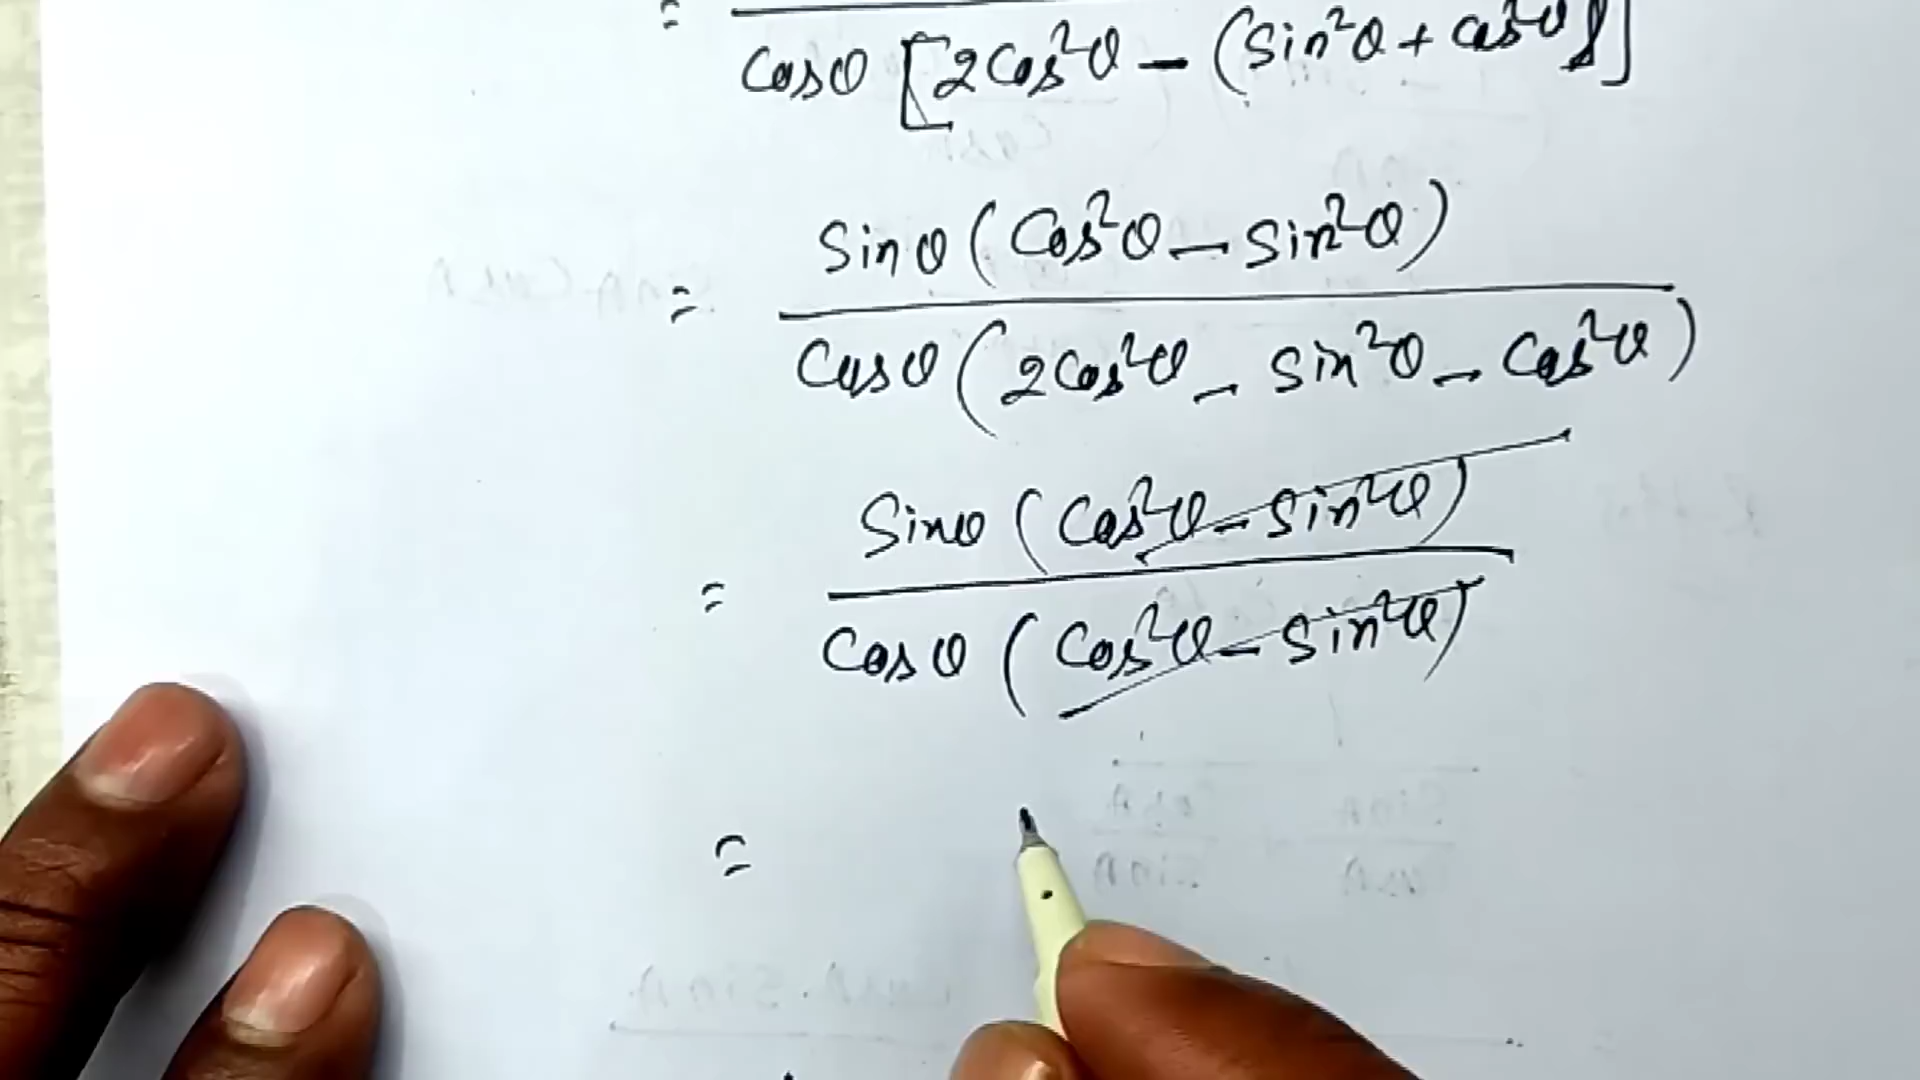 =
Cosθ [2Cos²θ - (Sin²θ + Cos²θ)]
Sinθ (Cos²θ - Sin²θ)
=
Cosθ (2Cos²θ - Sin²θ - Cos²θ)
Sinθ (Cos²θ - Sin²θ)
=
Cosθ (Cos²θ - Sin²θ)
=